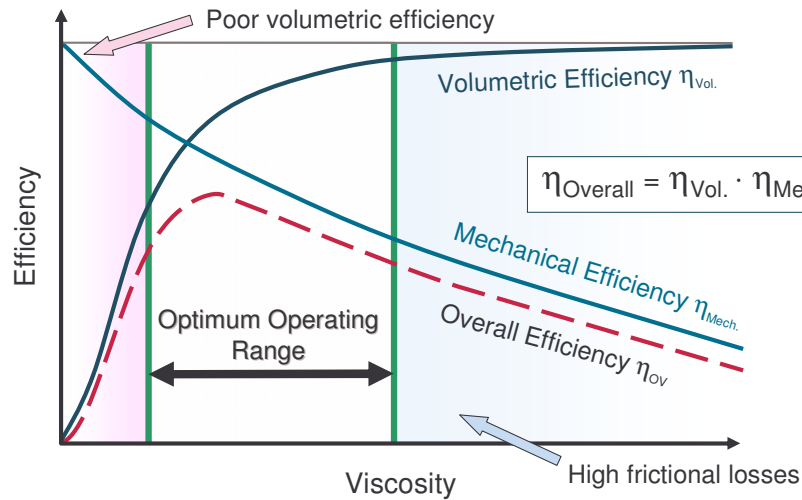 Poor volumetric efficiency
Volumetric Efficiency ηVol.
ηOverall = ηVol. · ηMe
Efficiency
Mechanical Efficiency ηMech.
Overall Efficiency ηOV
Optimum Operating
Range
Viscosity
High frictional losses